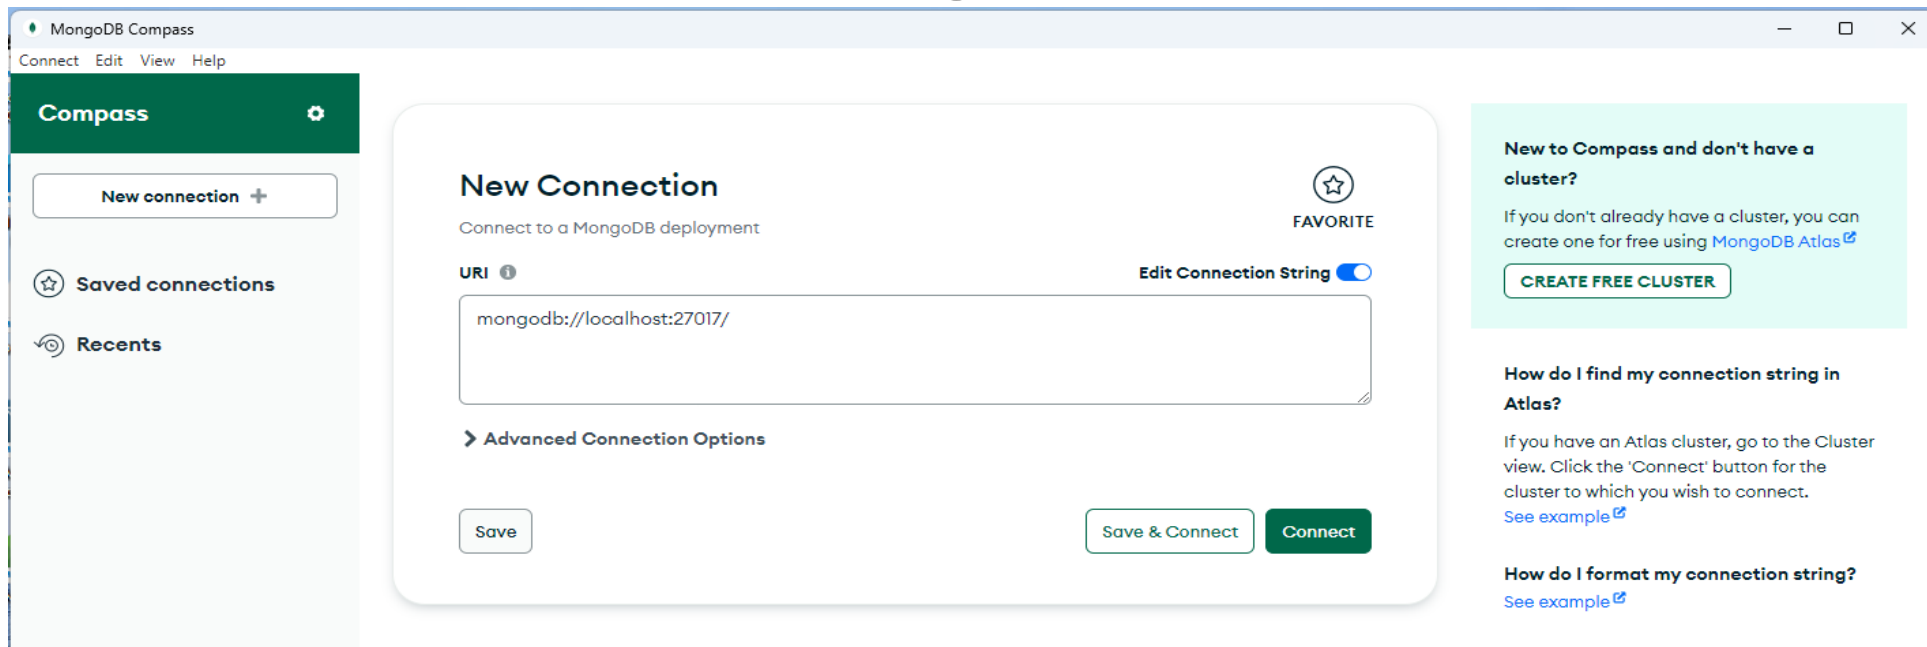 MongoDB Compass
Connect Edit View Help
Compass
New connection
Saved connections
Recents
New Connection
Connect to a MongoDB deployment
FAVORITE
URI
Edit Connection String
mongodb://localhost:27017/
Advanced Connection Options
Save
Save & Connect
Connect
New to Compass and don't have a
cluster?
If you don't already have a cluster, you can
create one for free using MongoDB Atlas
CREATE FREE CLUSTER
How do I find my connection string in
Atlas?
If you have an Atlas cluster, go to the Cluster
view. Click the 'Connect' button for the
cluster to which you wish to connect.
See example
How do I format my connection string?
See example